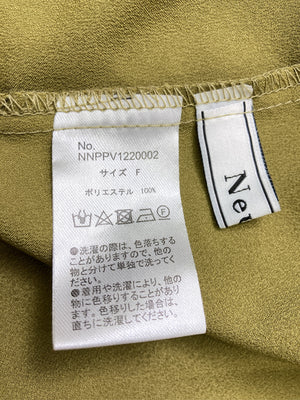 No.
NNPPV1220002
サイズ F
ポリエステル 100%
◉洗濯の際は、色落ちする
ことがありますので、他の
物と分けて単独で洗ってく
ださい。
◉着用や洗濯により、他の
物に色移りすることがあり
ます。色移りした場合は、
直ちに洗濯してください。
Ne